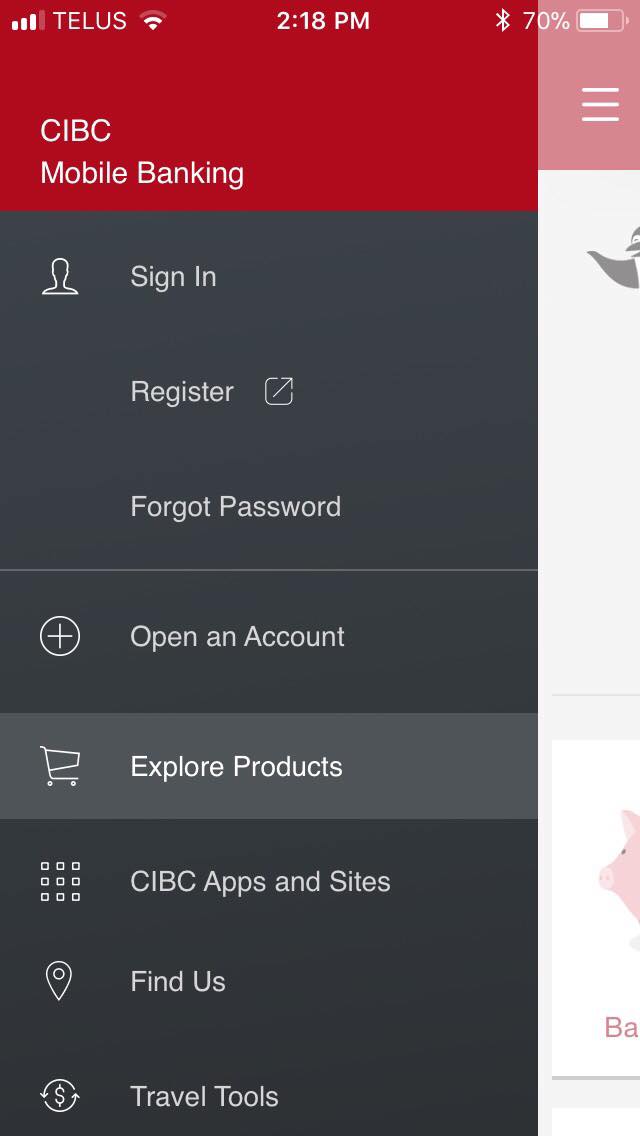 TELUS 2:18 PM 70%
CIBC
Mobile Banking
Sign In
Register
Forgot Password
Open an Account
Explore Products
CIBC Apps and Sites
Find Us
Ba
Travel Tools